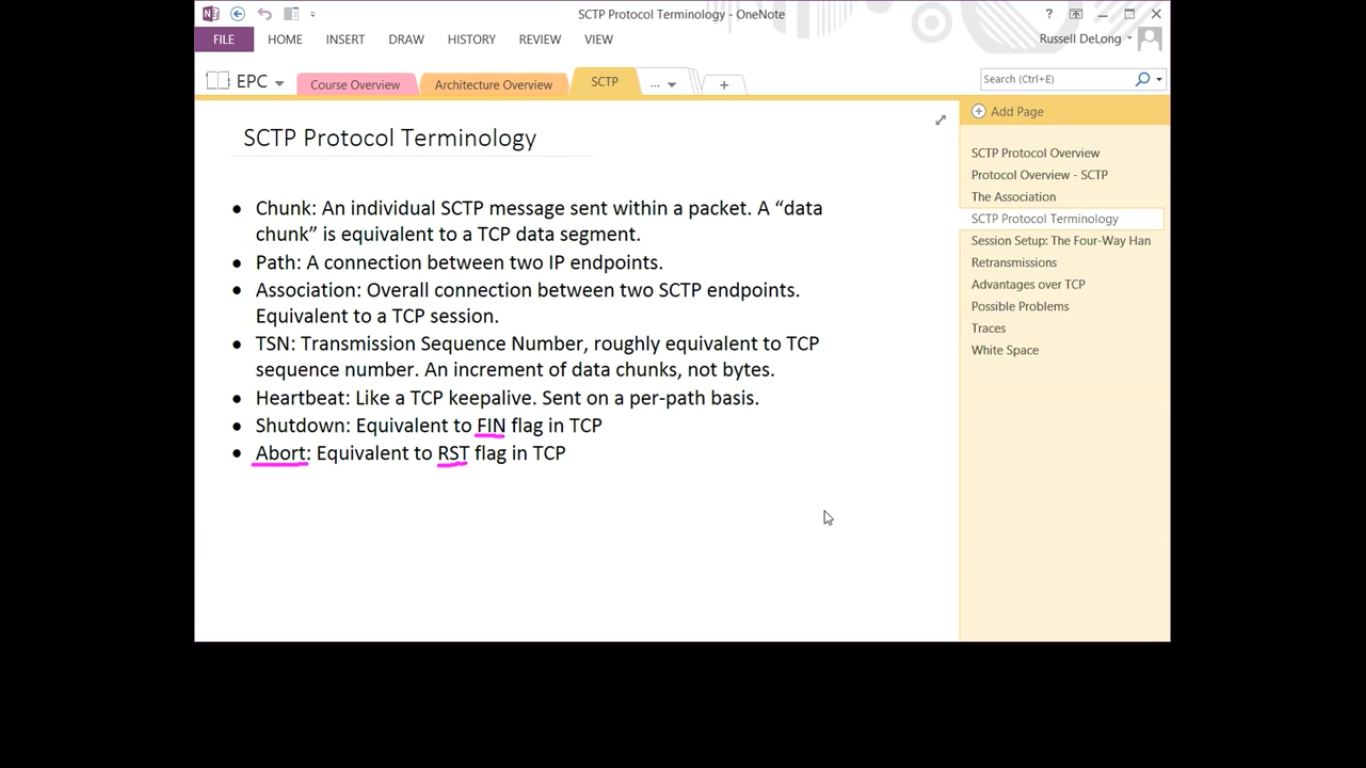 SCTP Protocol Terminology - OneNote
?
FILE HOME INSERT DRAW HISTORY REVIEW VIEW
Russell DeLong
EPC
Course Overview
Architecture Overview
SCTP
...
+
Search (Ctrl+E)
SCTP Protocol Terminology
• Chunk: An individual SCTP message sent within a packet. A “data
chunk” is equivalent to a TCP data segment.
• Path: A connection between two IP endpoints.
• Association: Overall connection between two SCTP endpoints.
Equivalent to a TCP session.
• TSN: Transmission Sequence Number, roughly equivalent to TCP
sequence number. An increment of data chunks, not bytes.
• Heartbeat: Like a TCP keepalive. Sent on a per-path basis.
• Shutdown: Equivalent to FIN flag in TCP
• Abort: Equivalent to RST flag in TCP
Add Page
SCTP Protocol Overview
Protocol Overview - SCTP
The Association
SCTP Protocol Terminology
Session Setup: The Four-Way Han
Retransmissions
Advantages over TCP
Possible Problems
Traces
White Space